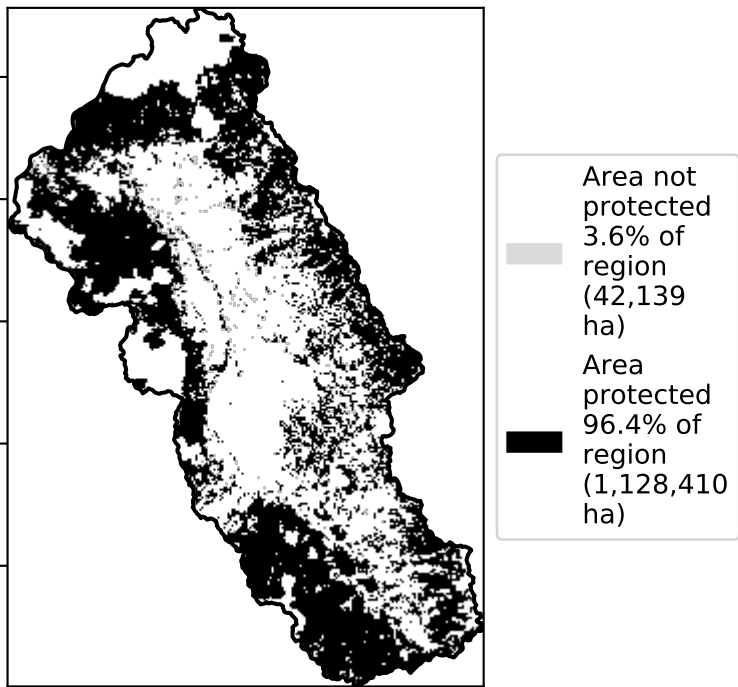 Area not
protected
3.6% of
region
(42,139
ha)
Area
protected
96.4% of
region
(1,128,410
ha)